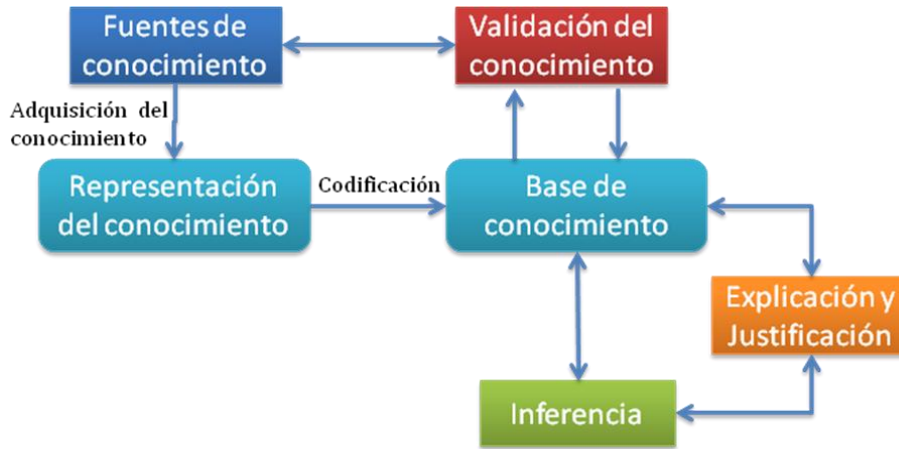 Fuentes de
conocimiento
Validación del
conocimiento
Adquisición del
conocimiento
Representación
del conocimiento
Codificación
Base de
conocimiento
Explicación y
Justificación
Inferencia